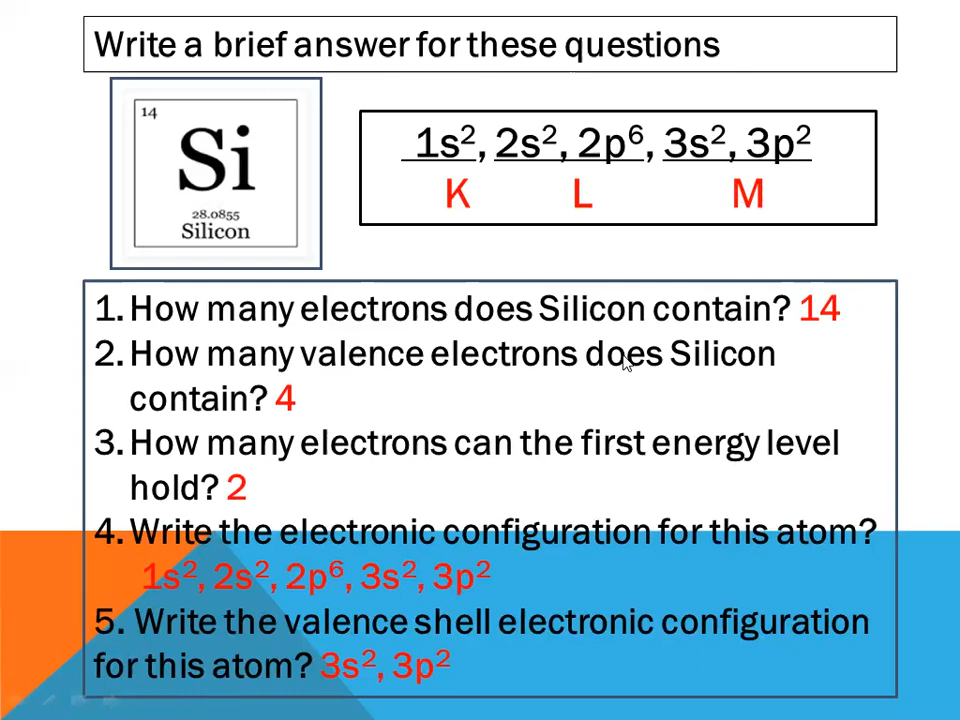 Write a brief answer for these questions
14
Si
28.0855
Silicon
1s², 2s², 2p⁶, 3s², 3p²
K L M
1. How many electrons does Silicon contain? 14
2. How many valence electrons does Silicon
contain? 4
3. How many electrons can the first energy level
hold? 2
4. Write the electronic configuration for this atom?
1s², 2s², 2p⁶, 3s², 3p²
5. Write the valence shell electronic configuration
for this atom? 3s², 3p²